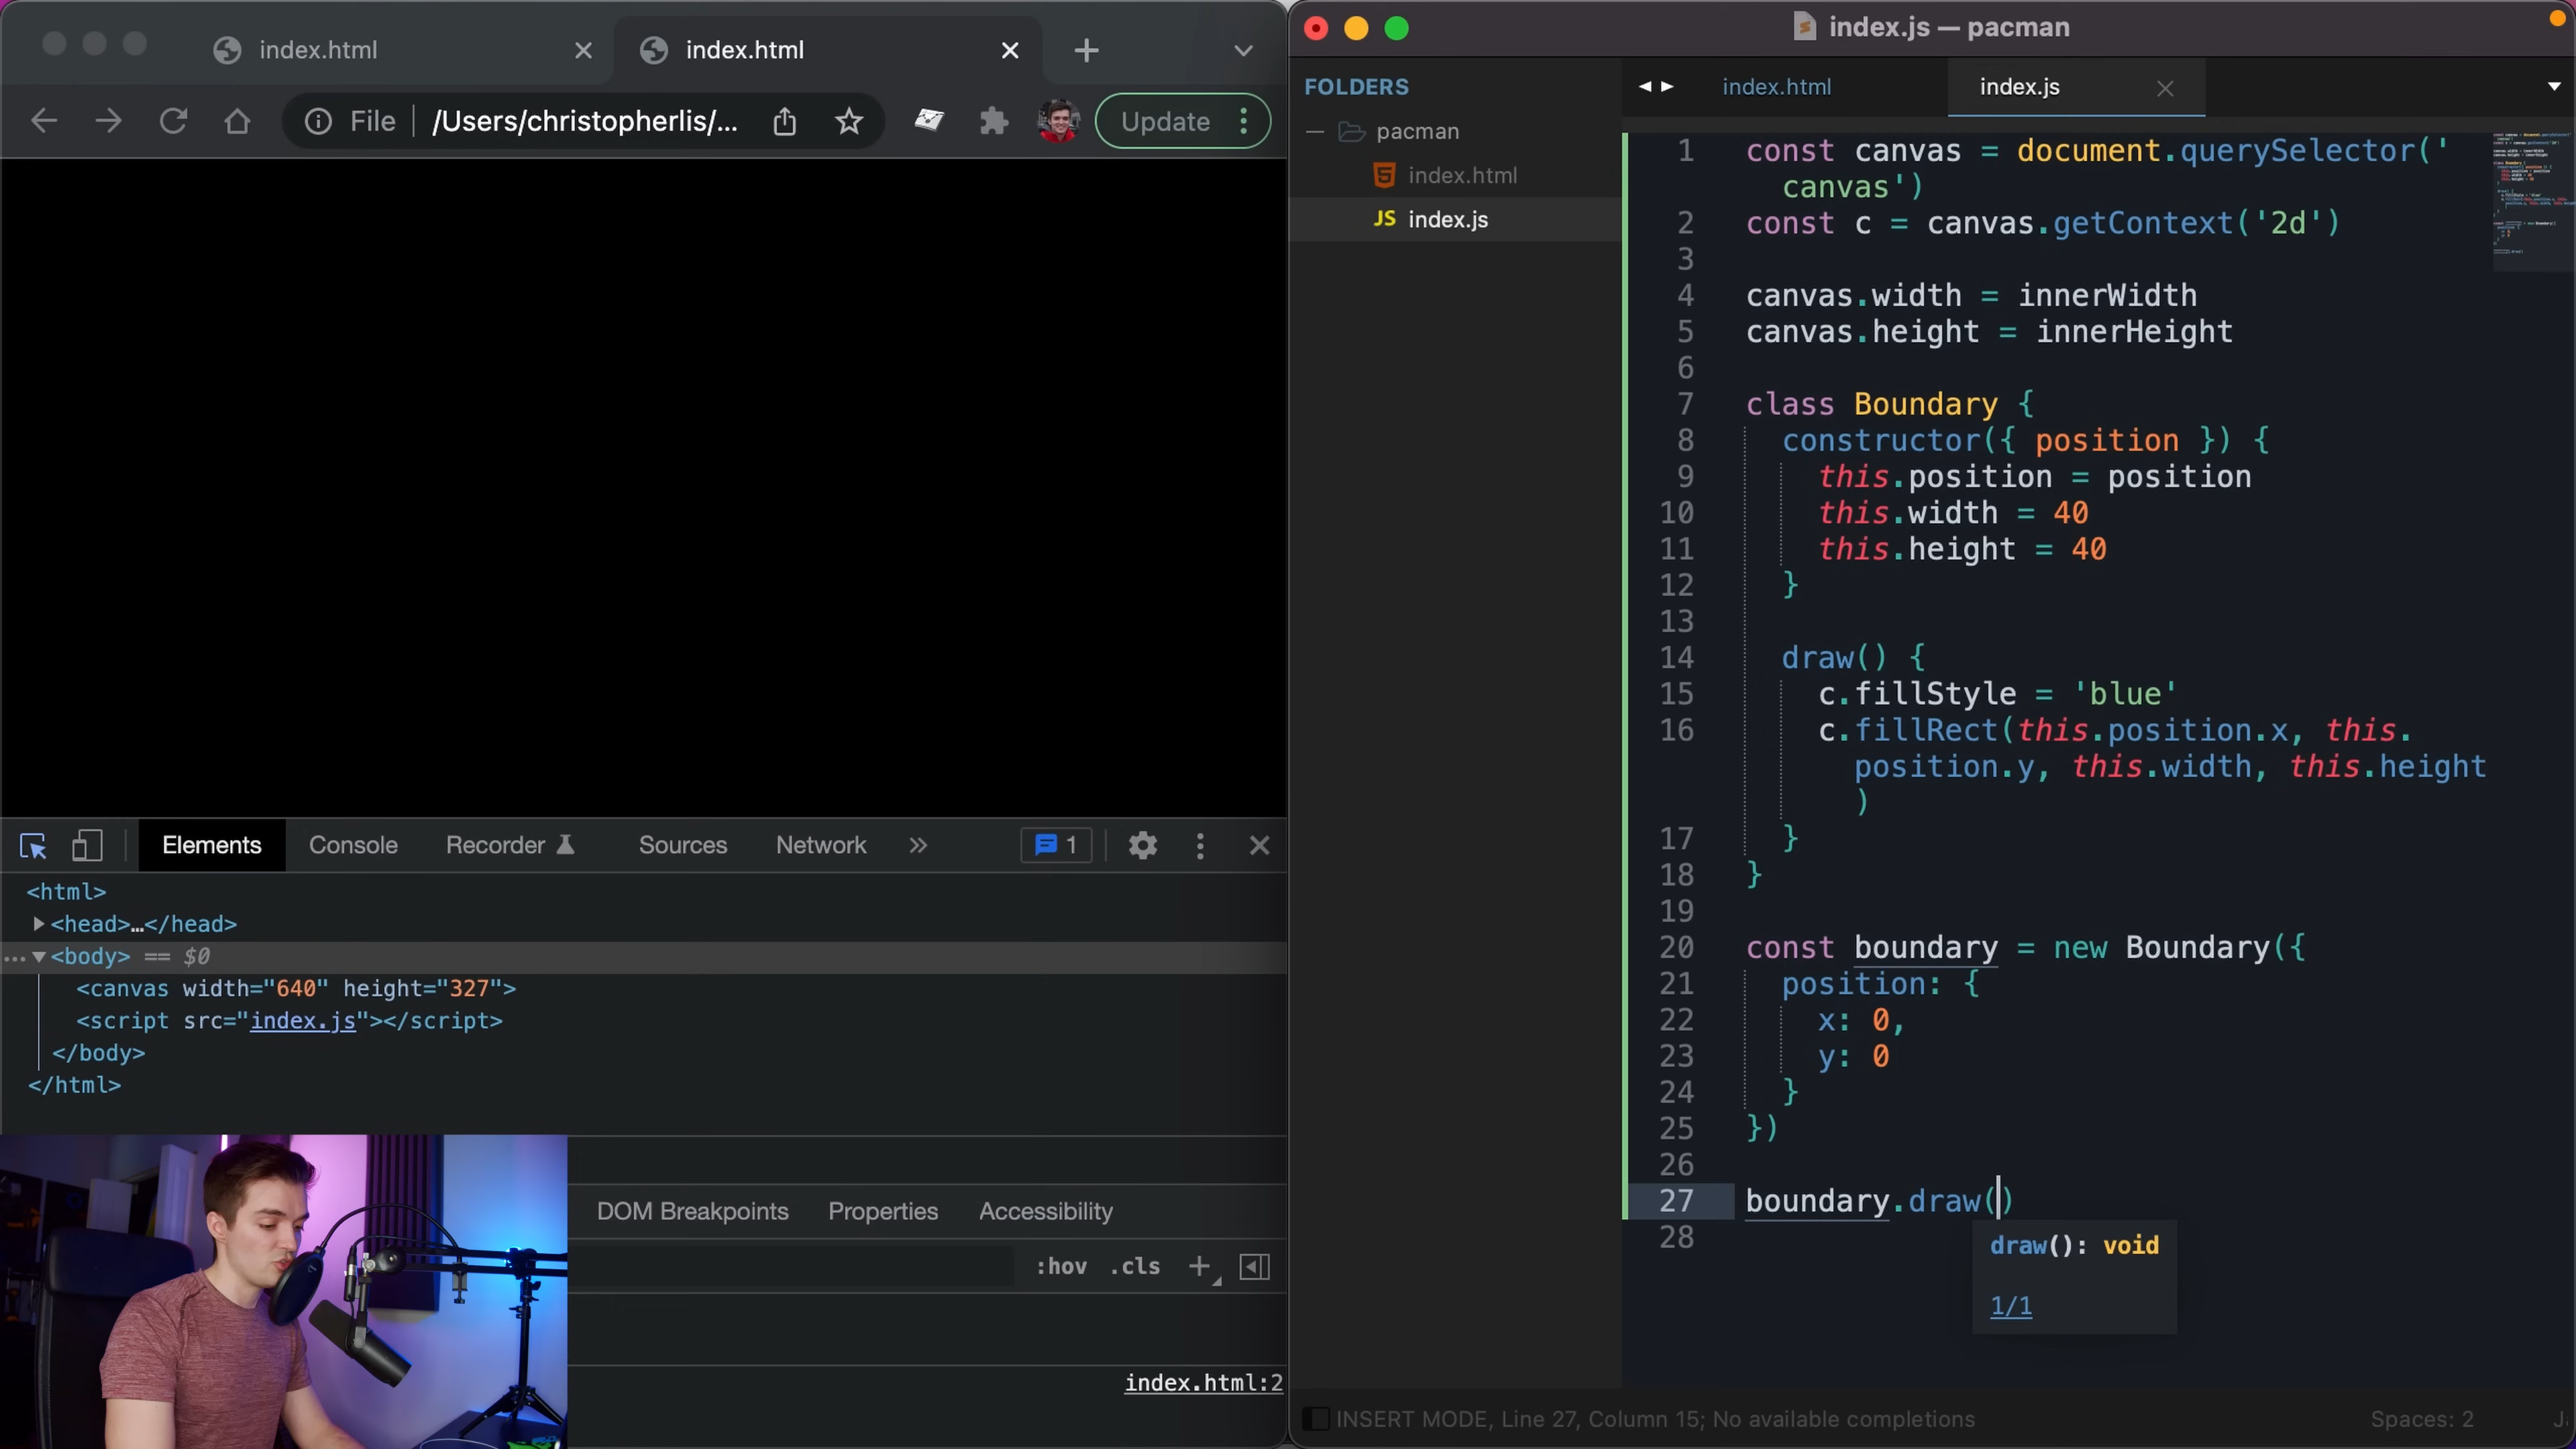 index.html
index.html
File
/Users/christopherlis/...
Update
Elements
Console
Recorder
Sources
Network
1
<html>
<head>…</head>
<body> == $0
<canvas width="640" height="327">
<script src="index.js"></script>
</body>
</html>
DOM Breakpoints
Properties
Accessibility
:hov
.cls
index.html:2
index.js — pacman
FOLDERS
pacman
index.html
JS index.js
index.html
index.js
1 const canvas = document.querySelector('
canvas')
2 const c = canvas.getContext('2d')
3
4 canvas.width = innerWidth
5 canvas.height = innerHeight
6
7 class Boundary {
8 constructor({ position }) {
9 this.position = position
10 this.width = 40
11 this.height = 40
12 }
13
14 draw() {
15 c.fillStyle = 'blue'
16 c.fillRect(this.position.x, this.
position.y, this.width, this.height
)
17 }
18 }
19
20 const boundary = new Boundary({
21 position: {
22 x: 0,
23 y: 0
24 }
25 })
26
27 boundary.draw()
28
draw(): void
1/1
INSERT MODE, Line 27, Column 15; No available completions
Spaces: 2